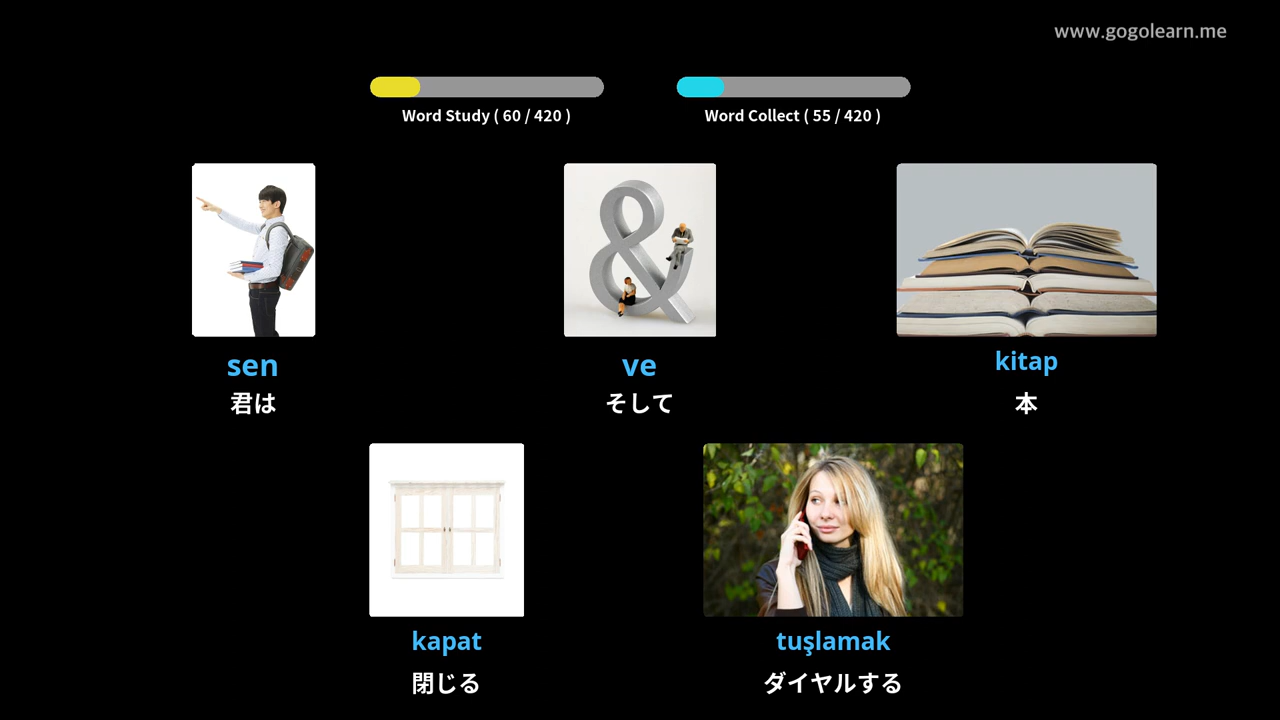 www.gogolearn.me
Word Study ( 60 / 420 )
Word Collect ( 55 / 420 )
sen
君は
&
ve
そして
kitap
本
kapat
閉じる
tuşlamak
ダイヤルする